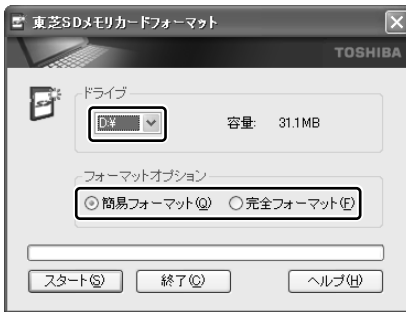 東芝SDメモリカードフォーマット
TOSHIBA
ドライブ
D:¥
容量: 31.1MB
フォーマットオプション
簡易フォーマット(Q) 完全フォーマット(F)
スタート(S) 終了(C) ヘルプ(H)